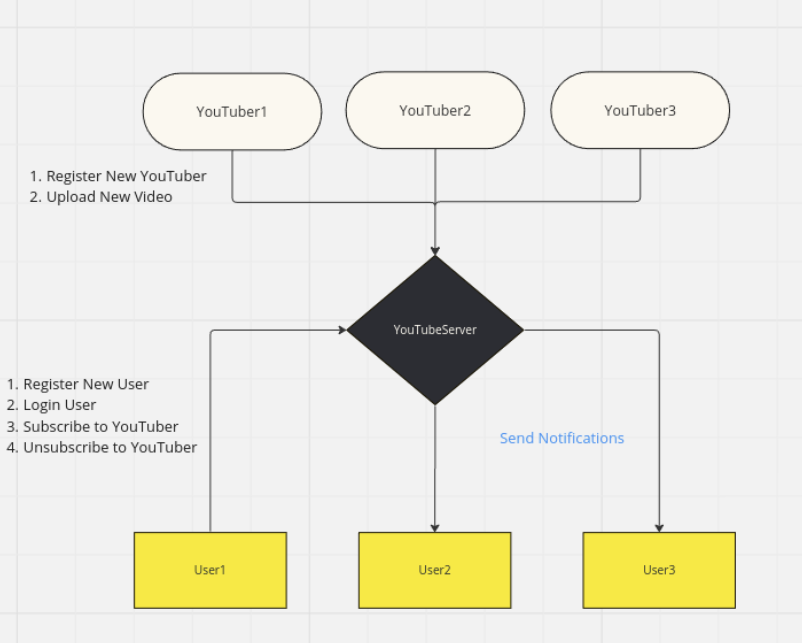 YouTuber1
YouTuber2
YouTuber3
1. Register New YouTuber
2. Upload New Video
YouTubeServer
1. Register New User
2. Login User
3. Subscribe to YouTuber
4. Unsubscribe to YouTuber
Send Notifications
User1
User2
User3